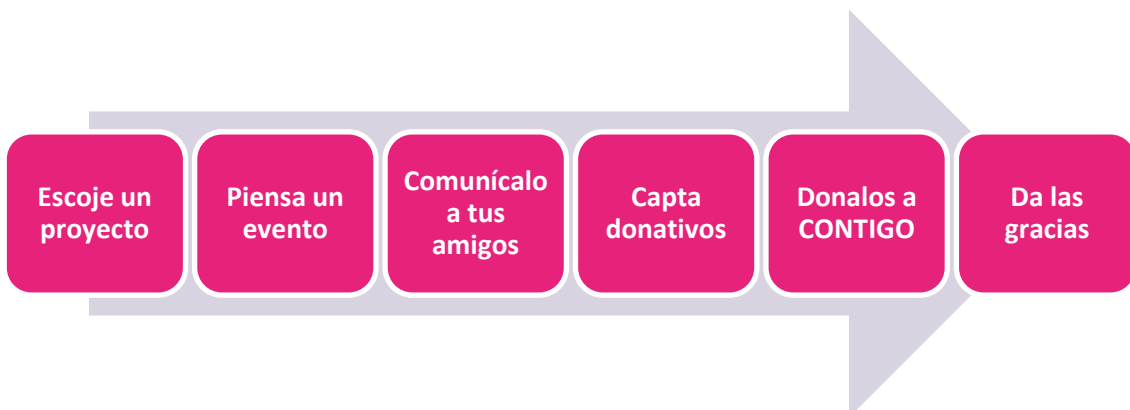 Escoje un
proyecto
Piensa un
evento
Comunícalo
a tus
amigos
Capta
donativos
Donalos a
CONTIGO
Da las
gracias